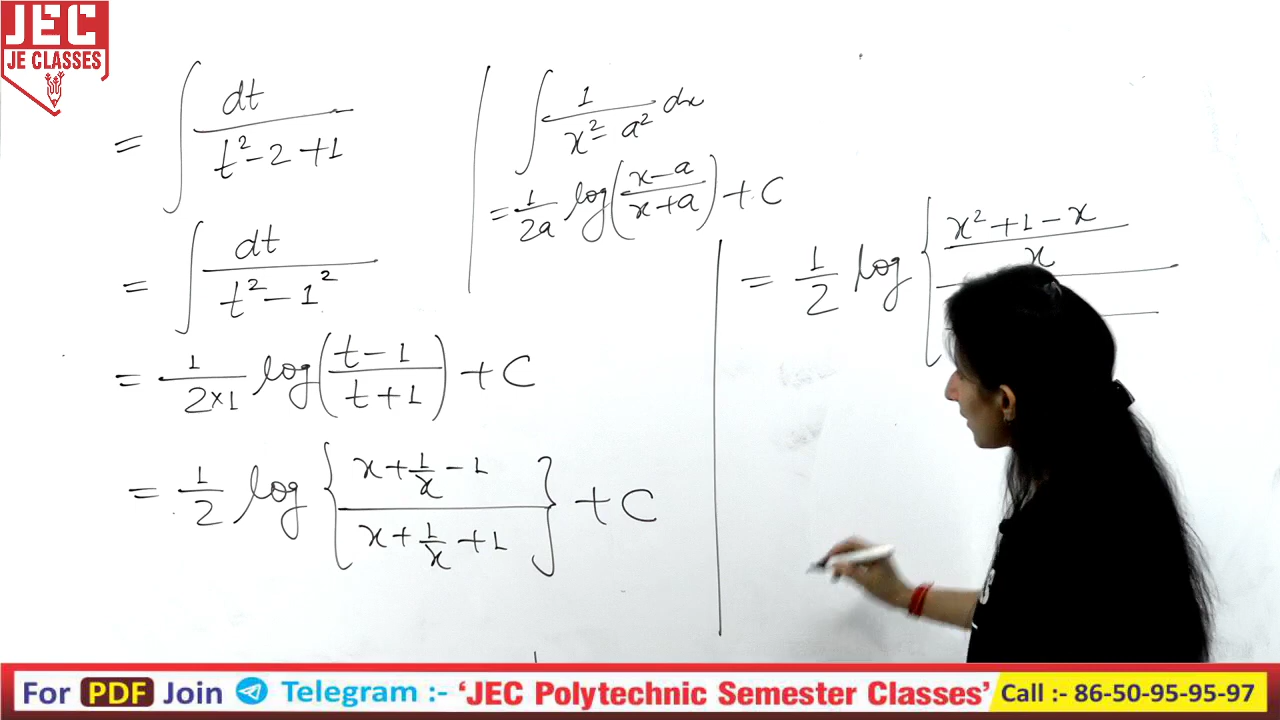 JEC
JE CLASSES
= ∫ dt / (t² - 2 + 1)
= ∫ dt / (t² - 1²)
= 1/(2×1) log((t - 1)/(t + 1)) + C
= 1/2 log{(x + 1/x - 1)/(x + 1/x + 1)} + C
∫ 1/(x² - a²) dx
= 1/2a log((x - a)/(x + a)) + C
= 1/2 log{ (x² + 1 - x)/x
For PDF Join Telegram :- 'JEC Polytechnic Semester Classes' Call :- 86-50-95-95-97